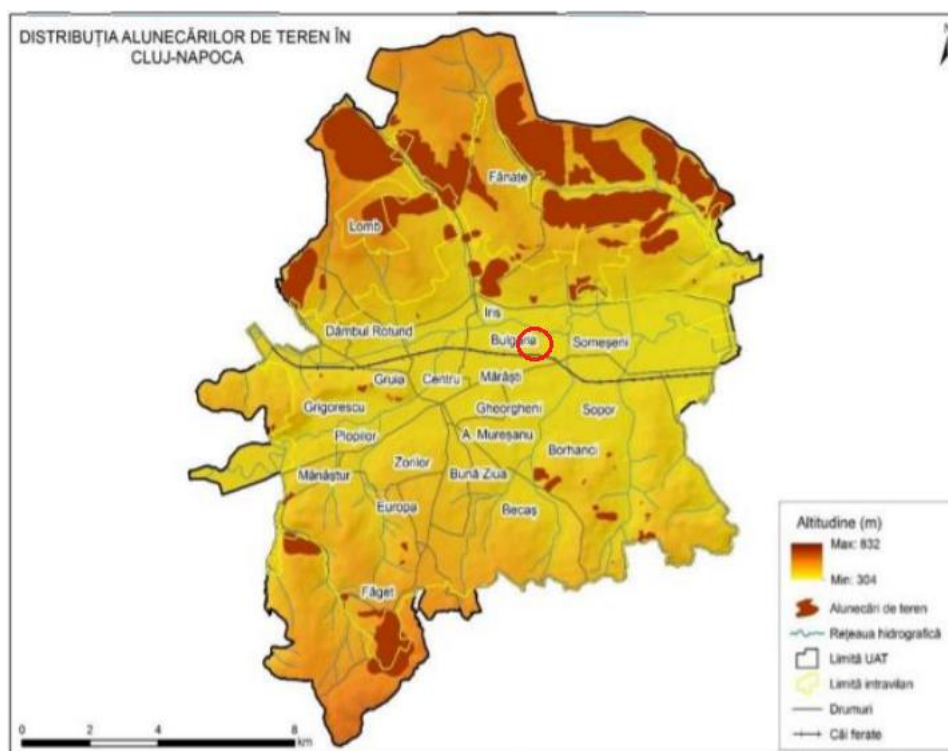 DISTRIBUȚIA ALUNECĂRILOR DE TEREN ÎN
CLUJ-NAPOCA
N
Fânațe
Lomb
Iris
Dâmbul Rotund
Bulgaria
Someșeni
Gruia
Centru
Mărăști
Grigorescu
Gheorgheni
Sopor
Plopilor
A. Mureșanu
Borhanci
Mănăștur
Zorilor
Bună Ziua
Europa
Becaș
Făget
Altitudine (m)
Max: 832
Min: 304
Alunecări de teren
Rețeaua hidrografică
Limită UAT
Limită intravilan
Drumuri
Căi ferate
0 2 4 8
km